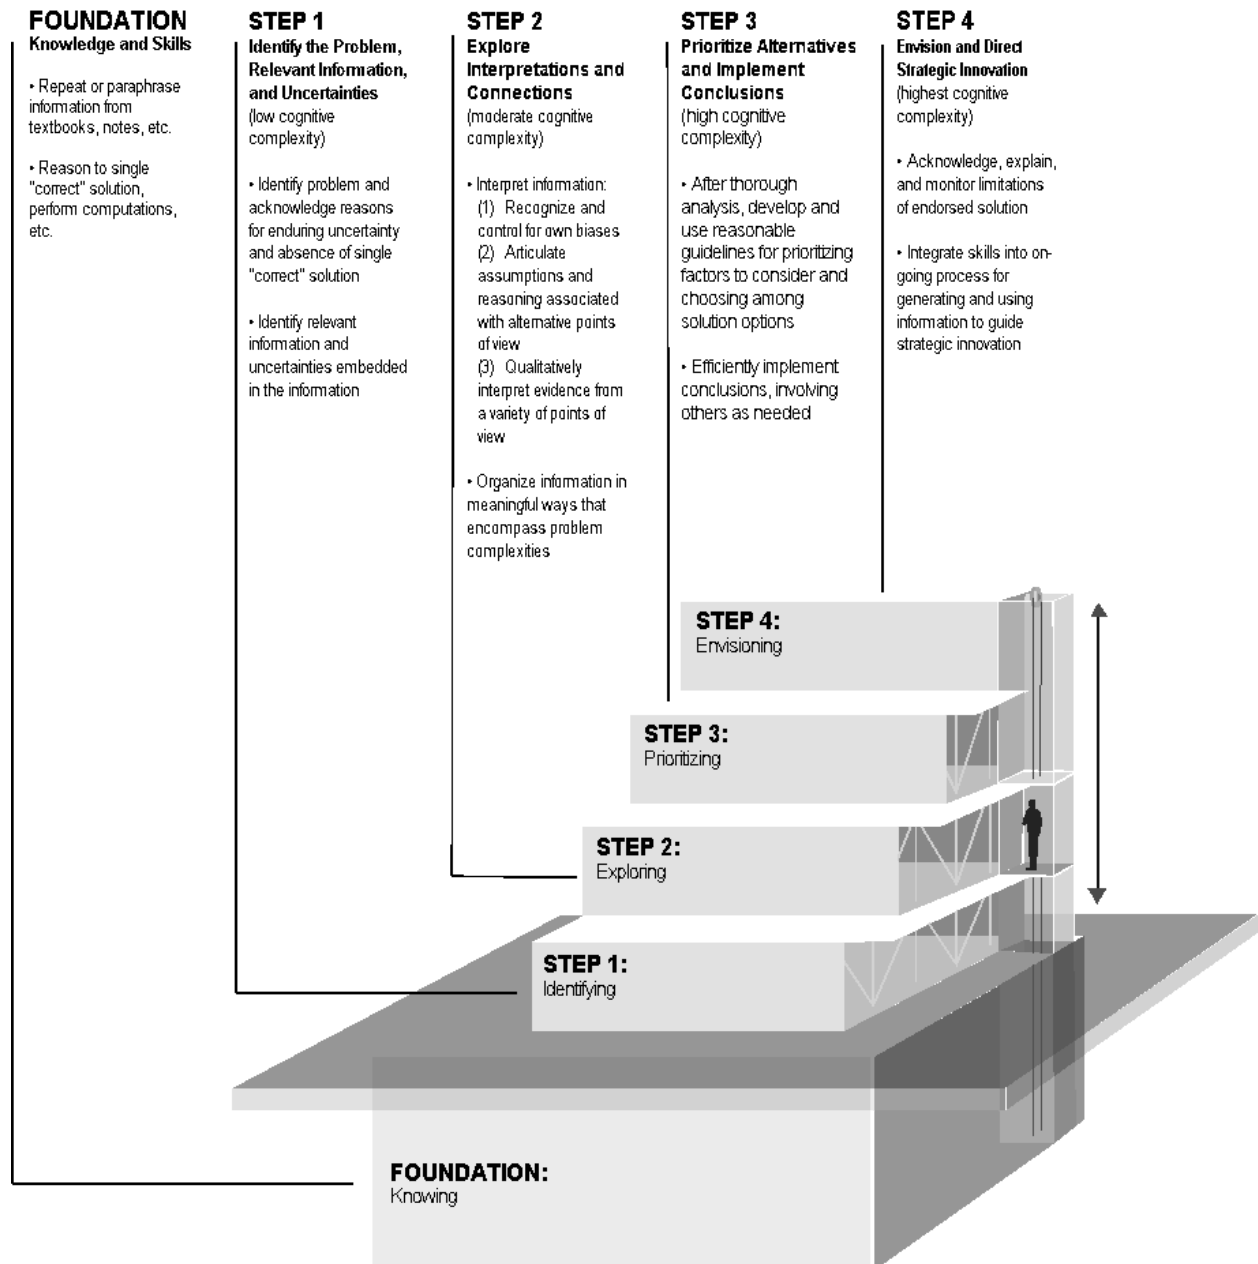 FOUNDATION
Knowledge and Skills
• Repeat or paraphrase
information from
textbooks, notes, etc.
• Reason to single
"correct" solution,
perform computations,
etc.
STEP 1
Identify the Problem,
Relevant Information,
and Uncertainties
(low cognitive
complexity)
• Identify problem and
acknowledge reasons
for enduring uncertainty
and absence of single
"correct" solution
• Identify relevant
information and
uncertainties embedded
in the information
STEP 2
Explore
Interpretations and
Connections
(moderate cognitive
complexity)
• Interpret information:
(1) Recognize and
control for own biases
(2) Articulate
assumptions and
reasoning associated
with alternative points
of view
(3) Qualitatively
interpret evidence from
a variety of points of
view
• Organize information in
meaningful ways that
encompass problem
complexities
STEP 3
Prioritize Alternatives
and Implement
Conclusions
(high cognitive
complexity)
• After thorough
analysis, develop and
use reasonable
guidelines for prioritizing
factors to consider and
choosing among
solution options
• Efficiently implement
conclusions, involving
others as needed
STEP 4
Envision and Direct
Strategic Innovation
(highest cognitive
complexity)
• Acknowledge, explain,
and monitor limitations
of endorsed solution
• Integrate skills into on-
going process for
generating and using
information to guide
strategic innovation
STEP 4:
Envisioning
STEP 3:
Prioritizing
STEP 2:
Exploring
STEP 1:
Identifying
FOUNDATION:
Knowing